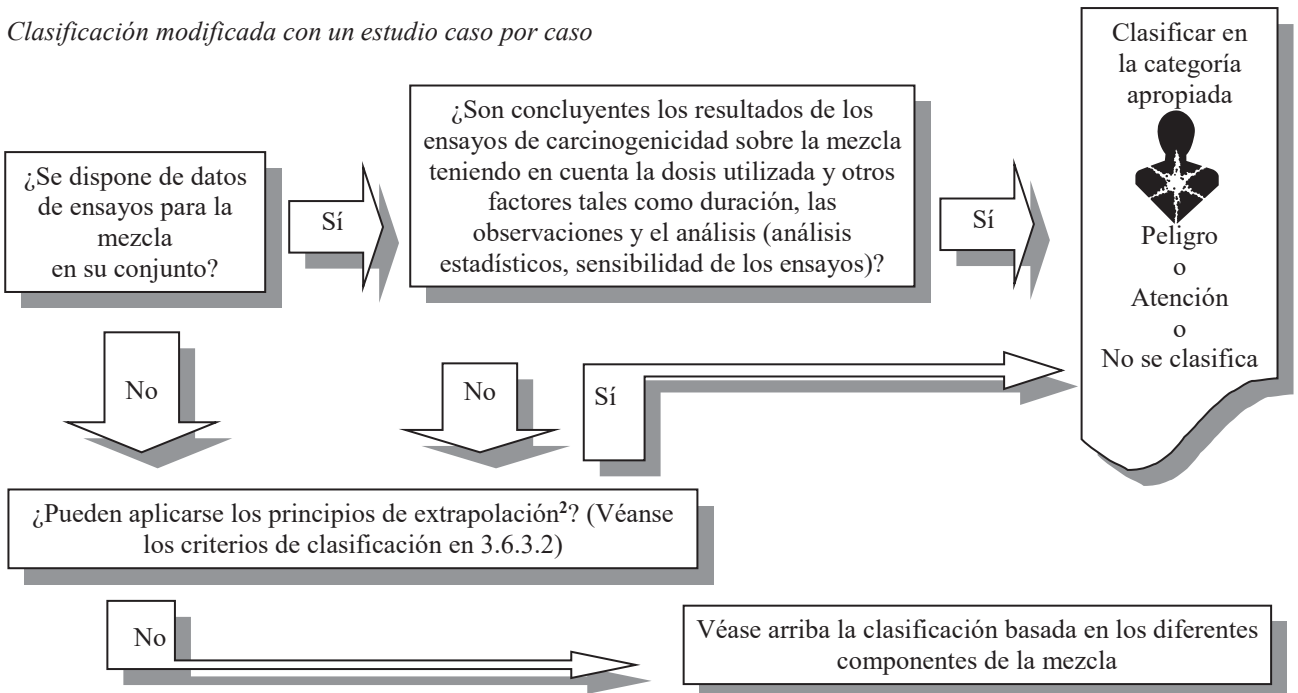 Clasificación modificada con un estudio caso por caso
¿Se dispone de datos
de ensayos para la
mezcla
en su conjunto?
Sí
¿Son concluyentes los resultados de los
ensayos de carcinogenicidad sobre la mezcla
teniendo en cuenta la dosis utilizada y otros
factores tales como duración, las
observaciones y el análisis (análisis
estadísticos, sensibilidad de los ensayos)?
Sí
Clasificar en
la categoría
apropiada
Peligro
o
Atención
o
No se clasifica
No
No
Sí
¿Pueden aplicarse los principios de extrapolación²? (Véanse
los criterios de clasificación en 3.6.3.2)
No
Véase arriba la clasificación basada en los diferentes
componentes de la mezcla